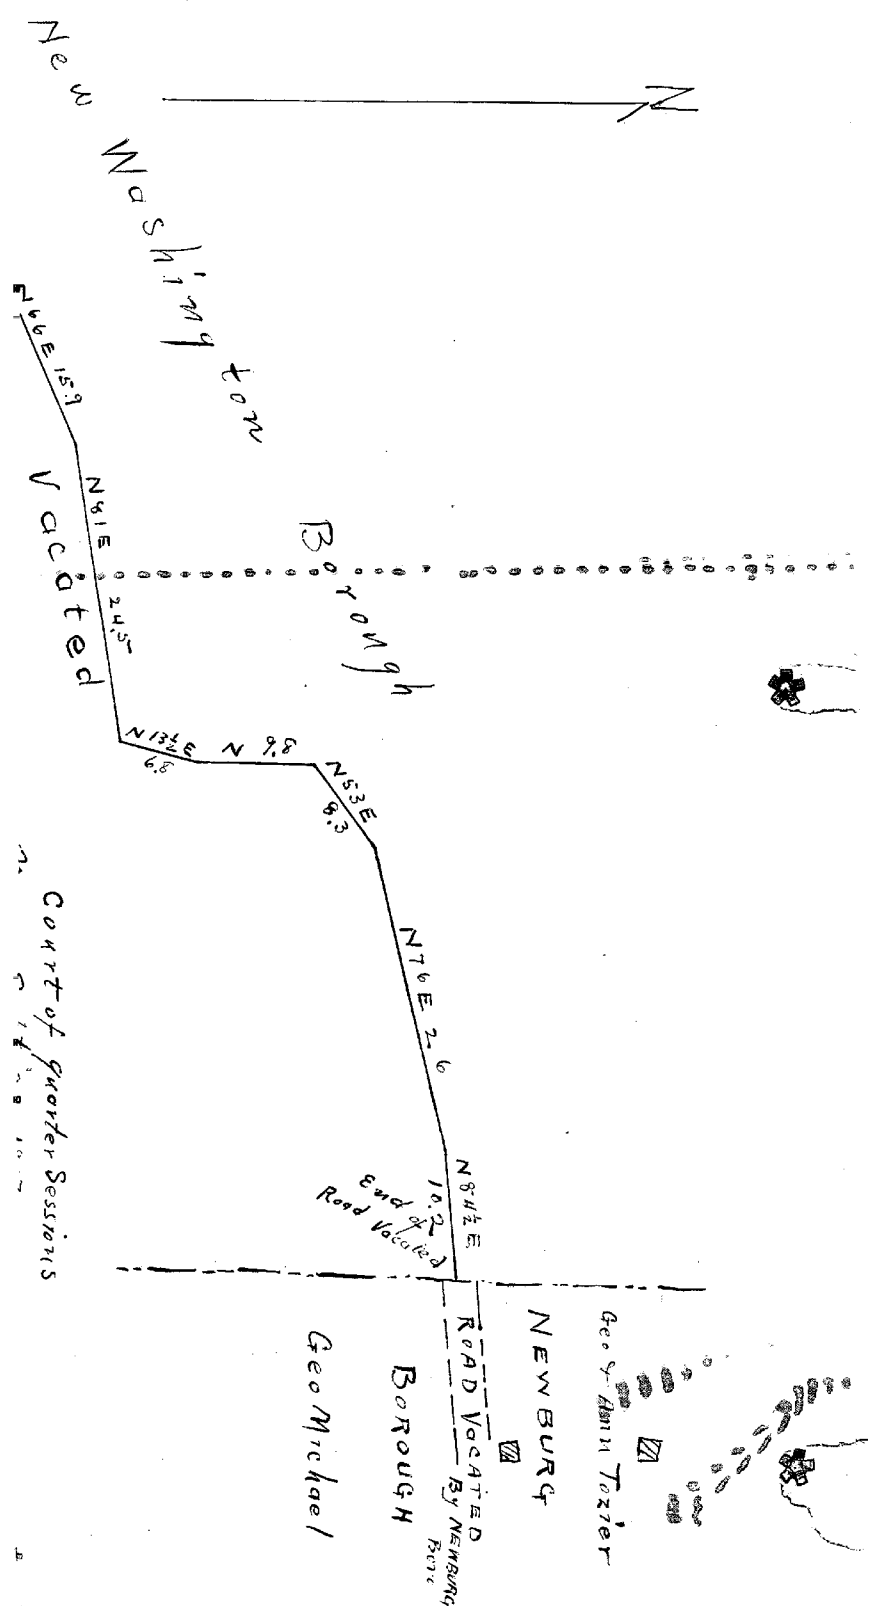 N
New Washington
Borough
N66E 15.9
N81E 24.5
Vacated
N13½E
6.8
N 9.8
N53E
8.3
N76E 26
N84½E
10.2
End of
Road Vacated
Court of Quarter Sessions
Geo & Ann Tozier
NEWBURG
ROAD VACATED
By NEWBURG
Boro
BOROUGH
Geo Michael